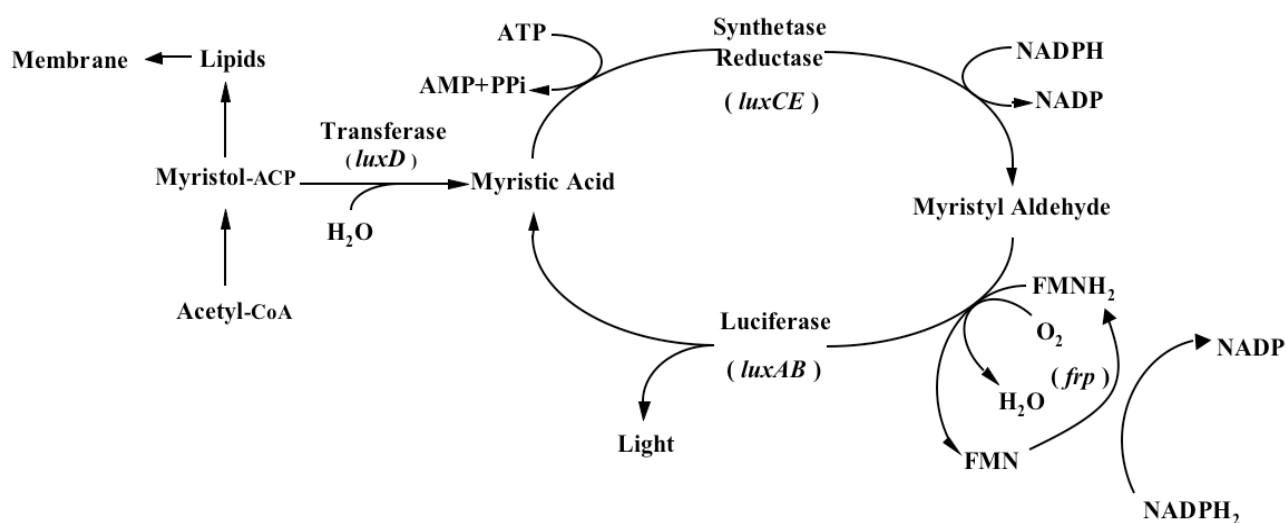 Membrane
Lipids
Myristol-ACP
Acetyl-CoA
Transferase
(luxD)
H2O
Myristic Acid
ATP
AMP+PPi
Synthetase
Reductase
(luxCE)
NADPH
NADP
Myristyl Aldehyde
FMNH2
O2
H2O
(frp)
FMN
NADP
NADPH2
Luciferase
(luxAB)
Light